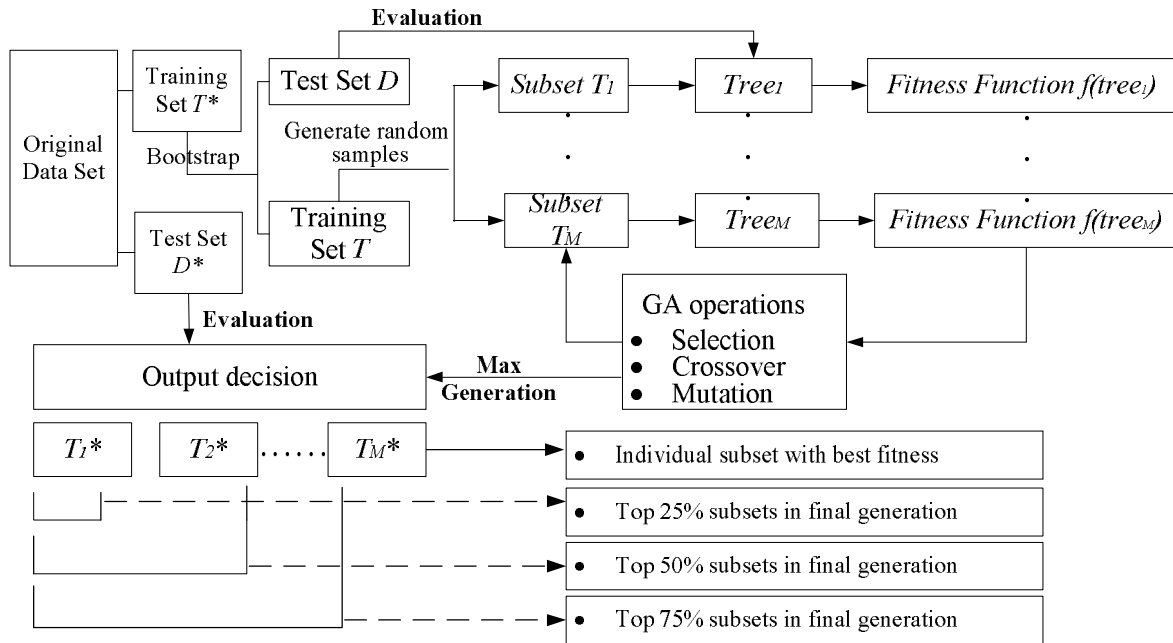 Evaluation
Original
Data Set
Training
Set T*
Bootstrap
Test Set D
Generate random
samples
Training
Set T
Test Set
D*
Evaluation
Subset T1
Tree1
Fitness Function f(tree1)
Subset
TM
TreeM
Fitness Function f(treeM)
GA operations
• Selection
• Crossover
• Mutation
Max
Generation
Output decision
T1*
T2*
......
TM*
• Individual subset with best fitness
• Top 25% subsets in final generation
• Top 50% subsets in final generation
• Top 75% subsets in final generation